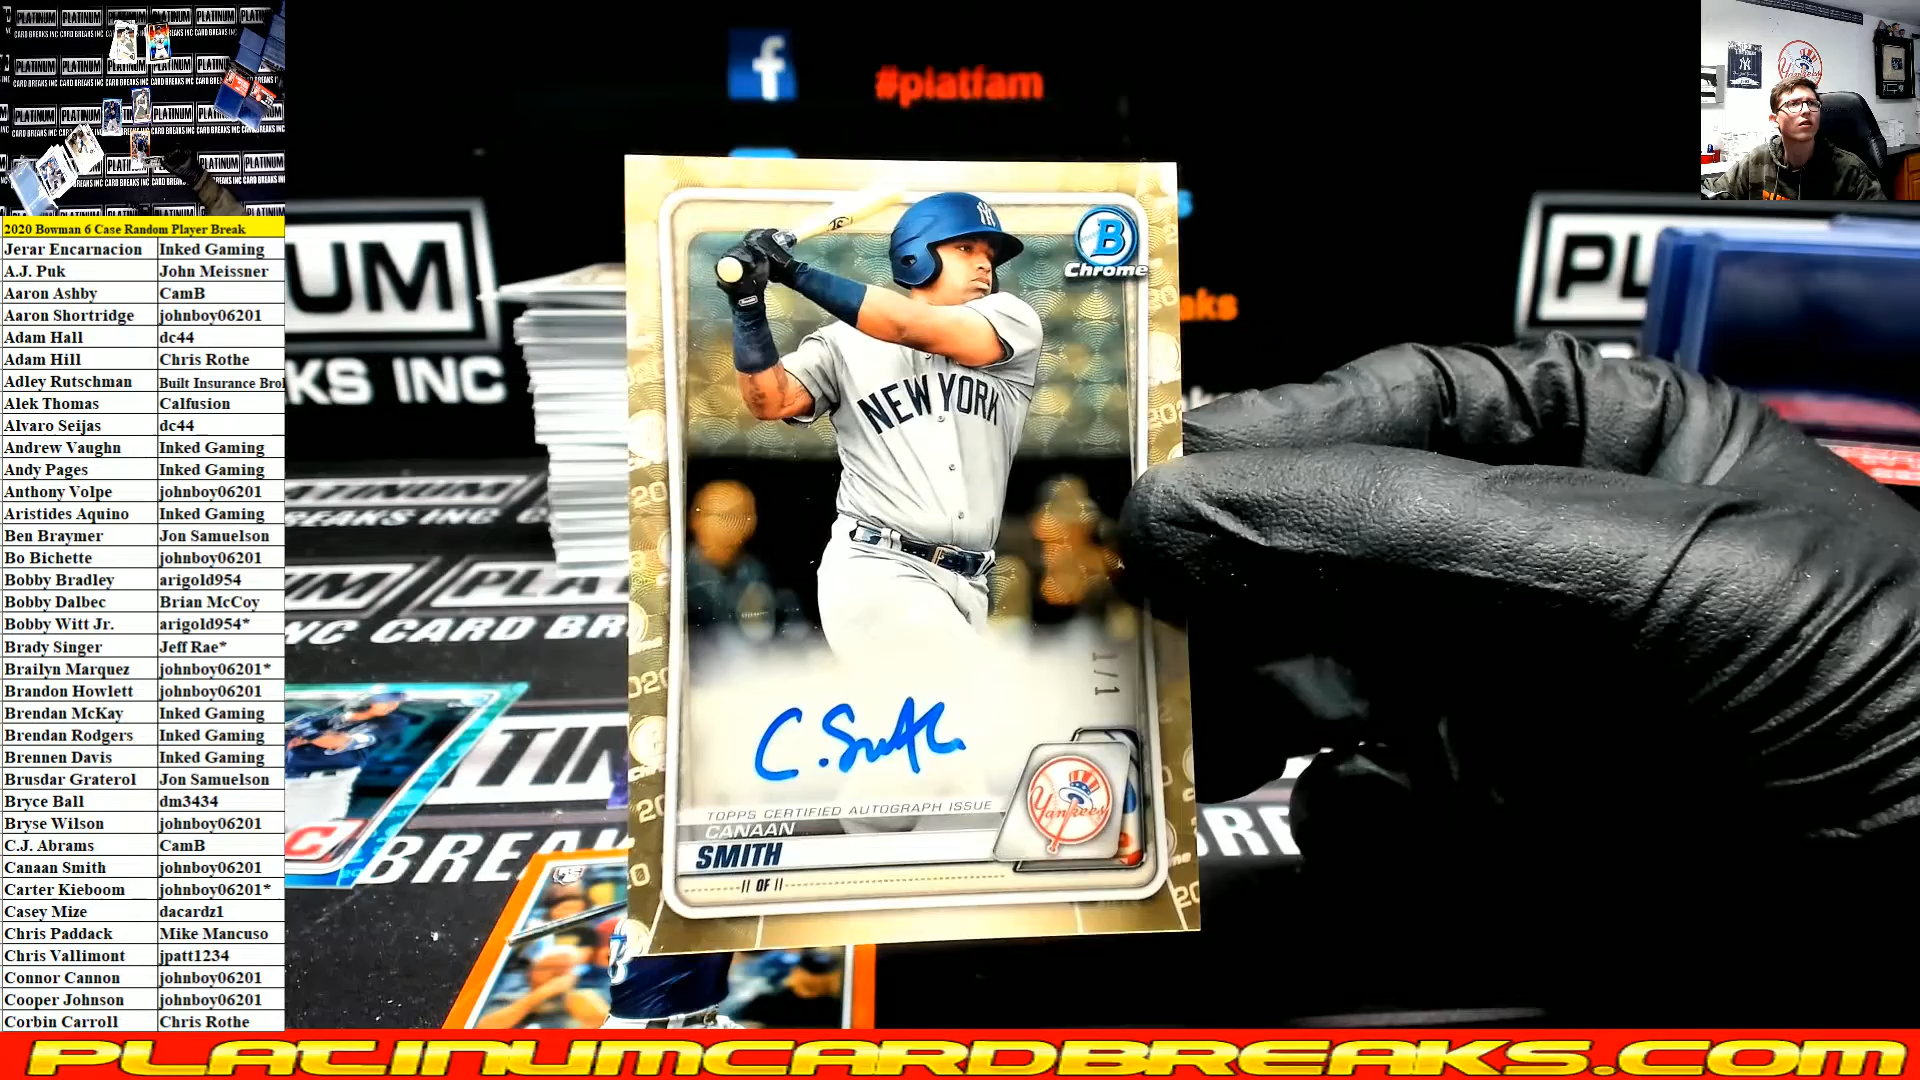 2020 Bowman 6 Case Random Player Break
Jerar Encarnacion Inked Gaming
A.J. Puk John Meissner
Aaron Ashby CamB
Aaron Shortridge johnboy06201
Adam Hall dc44
Adam Hill Chris Rothe
Adley Rutschman Built Insurance Brol
Alek Thomas Calfusion
Alvaro Seijas dc44
Andrew Vaughn Inked Gaming
Andy Pages Inked Gaming
Anthony Volpe johnboy06201
Aristides Aquino Inked Gaming
Ben Braymer Jon Samuelson
Bo Bichette johnboy06201
Bobby Bradley arigold954
Bobby Dalbec Brian McCoy
Bobby Witt Jr. arigold954*
Brady Singer Jeff Rae*
Brailyn Marquez johnboy06201*
Brandon Howlett johnboy06201
Brendan McKay Inked Gaming
Brendan Rodgers Inked Gaming
Brennen Davis Inked Gaming
Brusdar Graterol Jon Samuelson
Bryce Ball dm3434
Bryse Wilson johnboy06201
C.J. Abrams CamB
Canaan Smith johnboy06201
Carter Kieboom johnboy06201*
Casey Mize dacardz1
Chris Paddack Mike Mancuso
Chris Vallimont jpatt1234
Connor Cannon johnboy06201
Cooper Johnson johnboy06201
Corbin Carroll Chris Rothe
f #platfam
B
Chrome
NY
NEW YORK
1/1
C. Smith
TOPPS CERTIFIED AUTOGRAPH ISSUE
CANAAN
SMITH
Yankees
PLATINUM
CARD BREAKS INC
Yankees
PLATINUMCARDBREAKS.COM